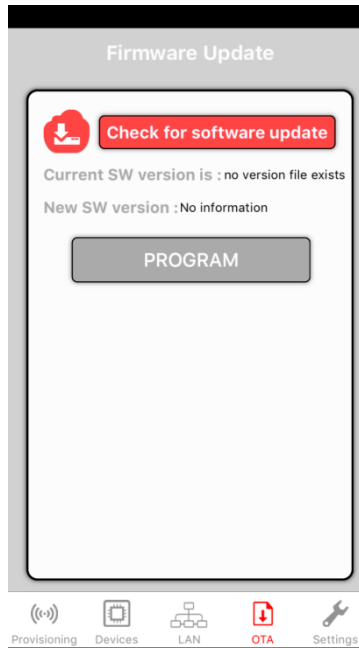 Firmware Update
Check for software update
Current SW version is : no version file exists
New SW version : No information
PROGRAM
Provisioning Devices LAN OTA Settings